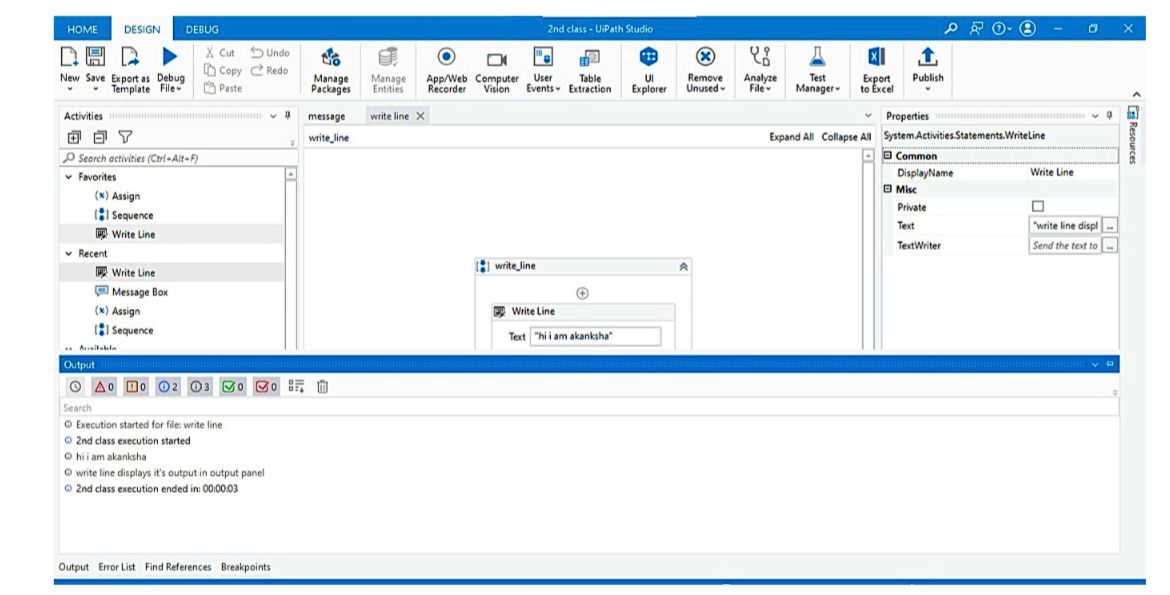 HOME DESIGN DEBUG 2nd class - UiPath Studio
New Save Export as Template Debug File Cut Copy Paste Undo Redo Manage Packages Manage Entities App/Web Recorder Computer Vision User Events Table Extraction UI Explorer Remove Unused Analyze File Test Manager Export to Excel Publish
Activities
Search activities (Ctrl+Alt+F)
Favorites
Assign
Sequence
Write Line
Recent
Write Line
Message Box
Assign
Sequence
Available
message write line
write_line Expand All Collapse All
write_line
Write Line
Text "hi i am akanksha"
Properties
System.Activities.Statements.WriteLine
Common
DisplayName Write Line
Misc
Private
Text "write line displ ...
TextWriter Send the text to ...
Resources
Output
0 0 2 3 0 0
Search
Execution started for file: write line
2nd class execution started
hi i am akanksha
write line displays it's output in output panel
2nd class execution ended in: 00:00:03
Output Error List Find References Breakpoints